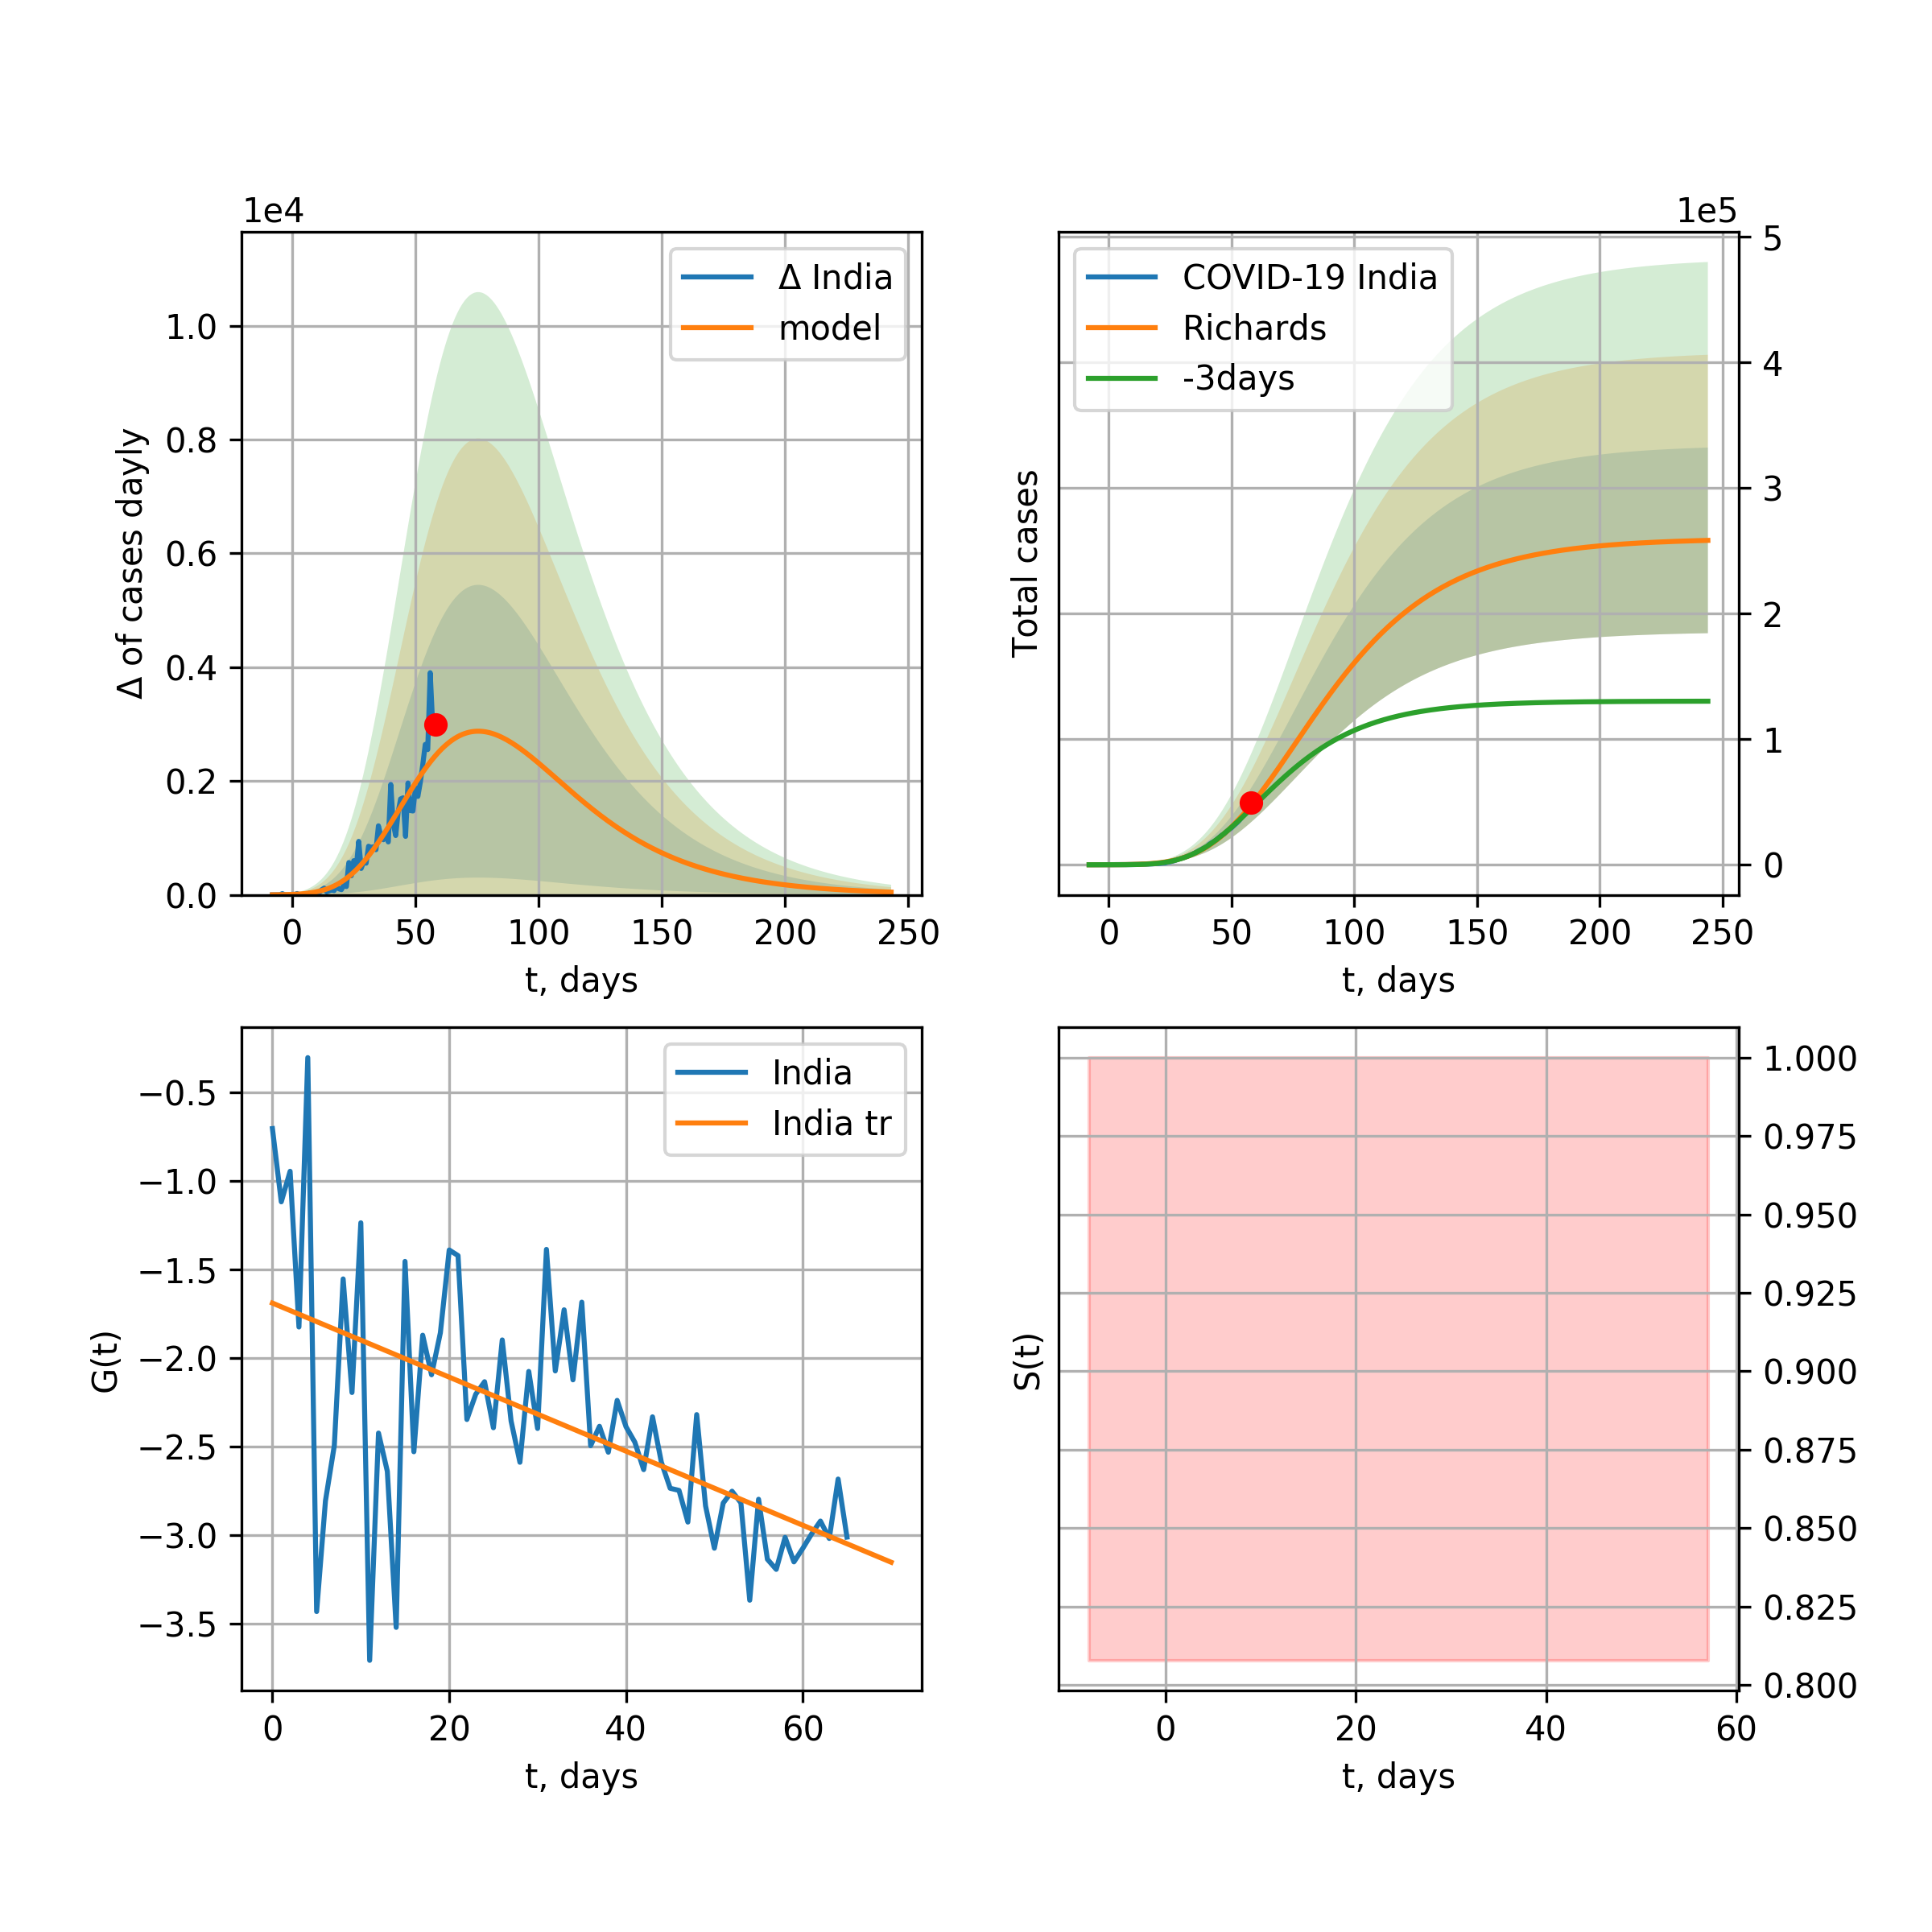 1e4
Δ India
model
1.0
0.8
0.6
0.4
0.2
0.0
Δ of cases dayly
0 50 100 150 200 250
t, days
1e5
COVID-19 India
Richards
-3days
5
4
3
2
1
0
Total cases
0 50 100 150 200 250
t, days
India
India tr
−0.5
−1.0
−1.5
−2.0
−2.5
−3.0
−3.5
G(t)
0 20 40 60
t, days
1.000
0.975
0.950
0.925
0.900
0.875
0.850
0.825
0.800
S(t)
0 20 40 60
t, days